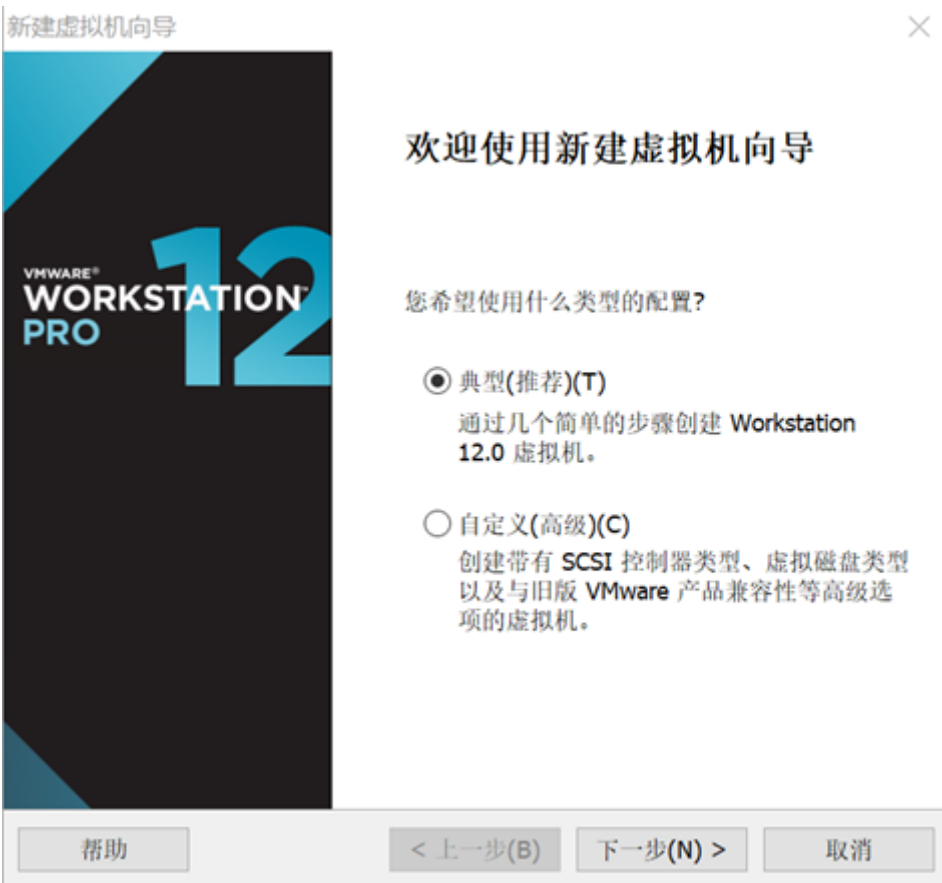 新建虚拟机向导
欢迎使用新建虚拟机向导
VMWARE®
WORKSTATION™
PRO
12
您希望使用什么类型的配置?
典型(推荐)(T)
通过几个简单的步骤创建 Workstation
12.0 虚拟机。
自定义(高级)(C)
创建带有 SCSI 控制器类型、虚拟磁盘类型
以及与旧版 VMware 产品兼容性等高级选
项的虚拟机。
帮助
< 上一步(B)
下一步(N) >
取消